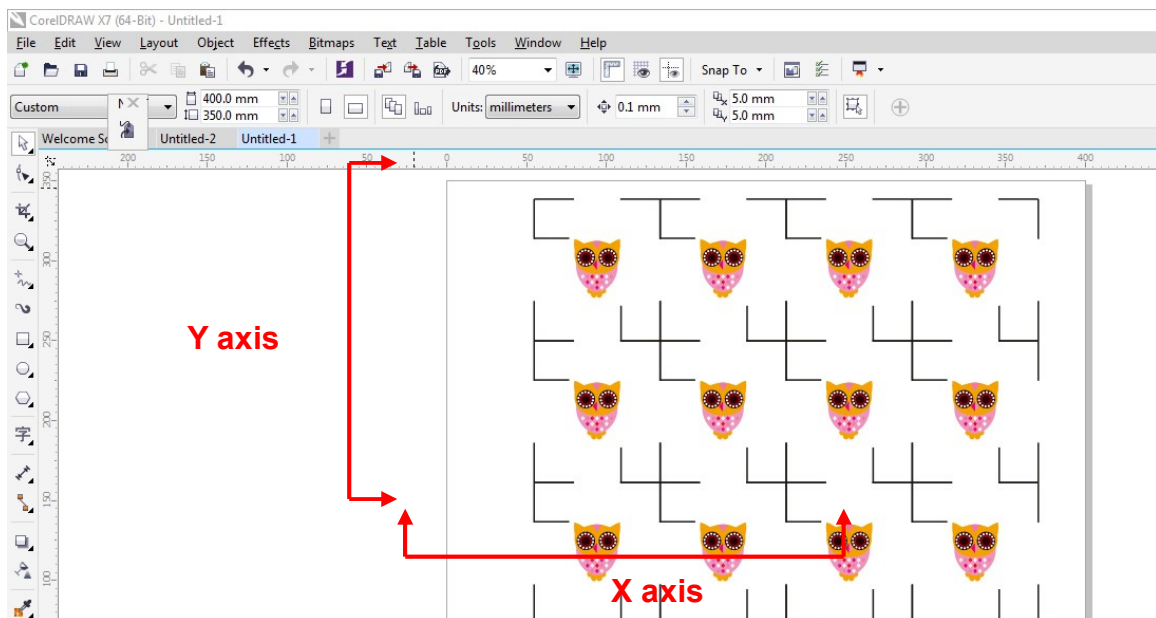 CorelDRAW X7 (64-Bit) - Untitled-1
File Edit View Layout Object Effects Bitmaps Text Table Tools Window Help
40% Snap To
Custom 400.0 mm Units: millimeters 0.1 mm 5.0 mm
350.0 mm 5.0 mm
Welcome Untitled-2 Untitled-1
200 150 100 50 0 50 100 150 200 250 300 350 400
350
300
Y axis
250
200
字
150
X axis
100